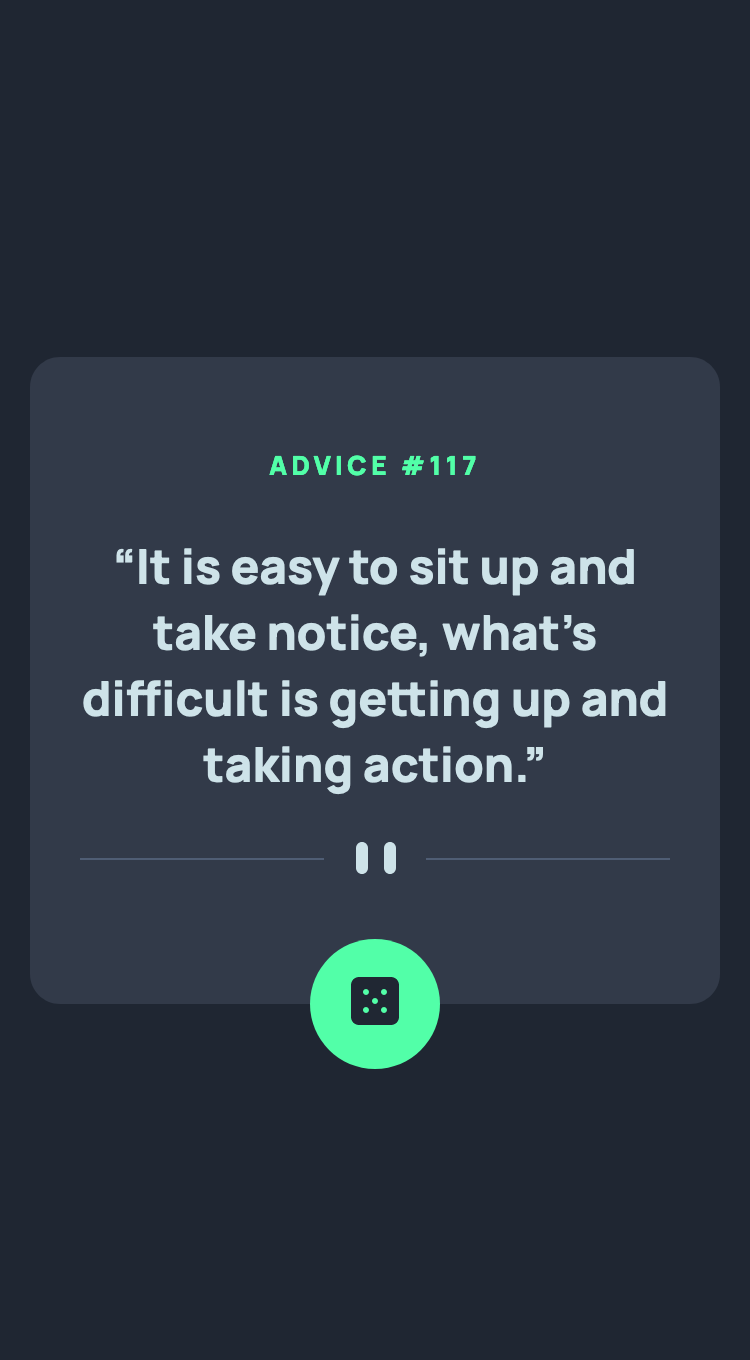 ADVICE #117
“It is easy to sit up and
take notice, what’s
difficult is getting up and
taking action.”